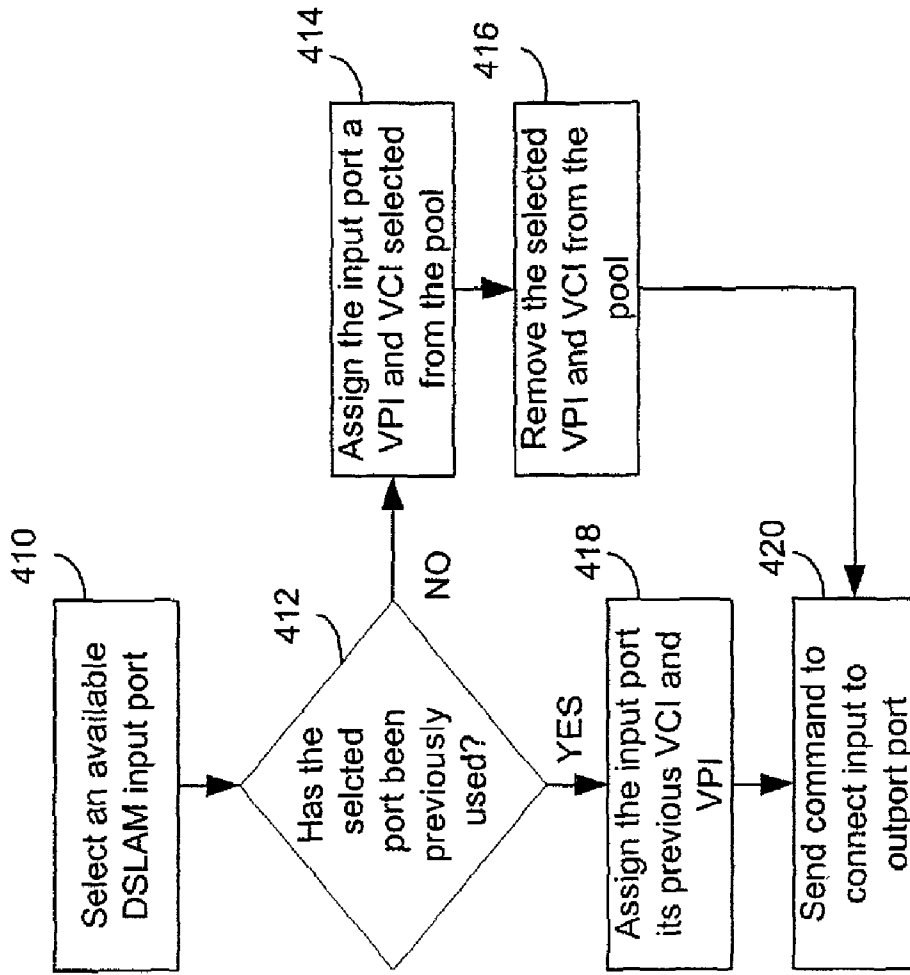 410
Select an available
DSLAM input port
412
Has the
selcted
port been
previously
used?
NO
YES
414
Assign the input port a
VPI and VCI selected
from the pool
416
Remove the selected
VPI and VCI from the
pool
418
Assign the input port
its previous VCI and
VPI
420
Send command to
connect input to
outport port